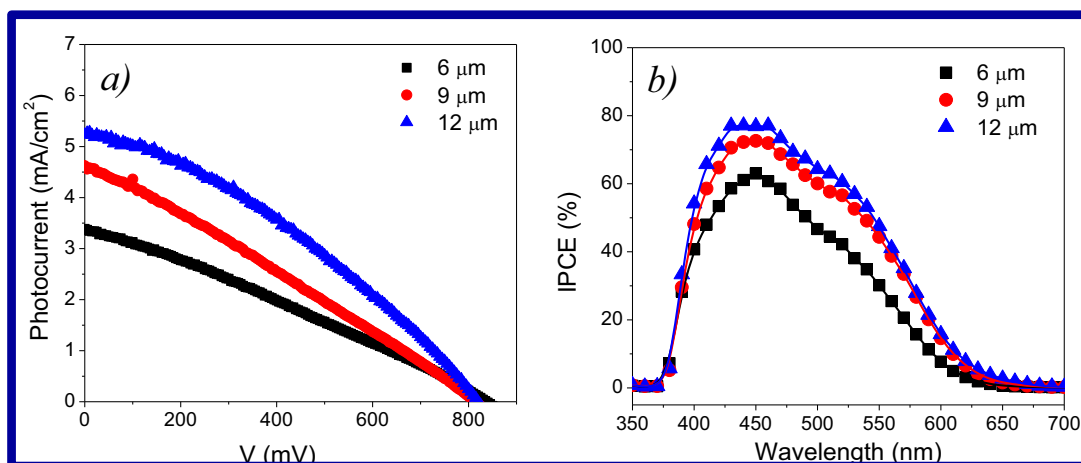 a)
6 μm
9 μm
12 μm
Photocurrent (mA/cm²)
7
6
5
4
3
2
1
0
0 200 400 600 800
V (mV)
b)
6 μm
9 μm
12 μm
IPCE (%)
100
80
60
40
20
0
350 400 450 500 550 600 650 700
Wavelength (nm)